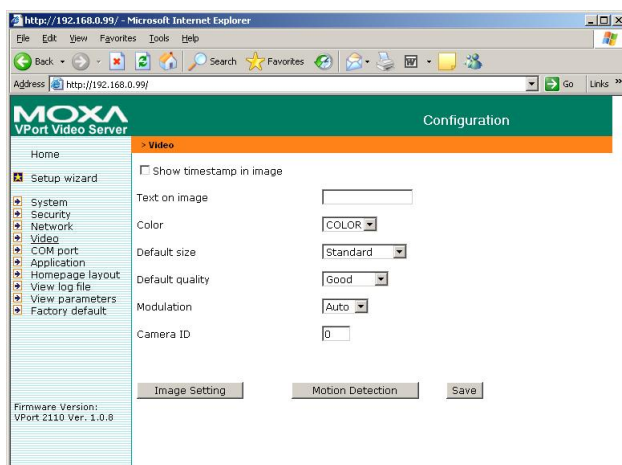 http://192.168.0.99/ - Microsoft Internet Explorer
File Edit View Favorites Tools Help
Back Search Favorites
Address http://192.168.0.99/ Go Links »
MOXA
VPort Video Server
Configuration
> Video
Home
Setup wizard
System
Security
Network
Video
COM port
Application
Homepage layout
View log file
View parameters
Factory default
Firmware Version:
VPort 2110 Ver. 1.0.8
Show timestamp in image
Text on image
Color COLOR
Default size Standard
Default quality Good
Modulation Auto
Camera ID 0
Image Setting Motion Detection Save